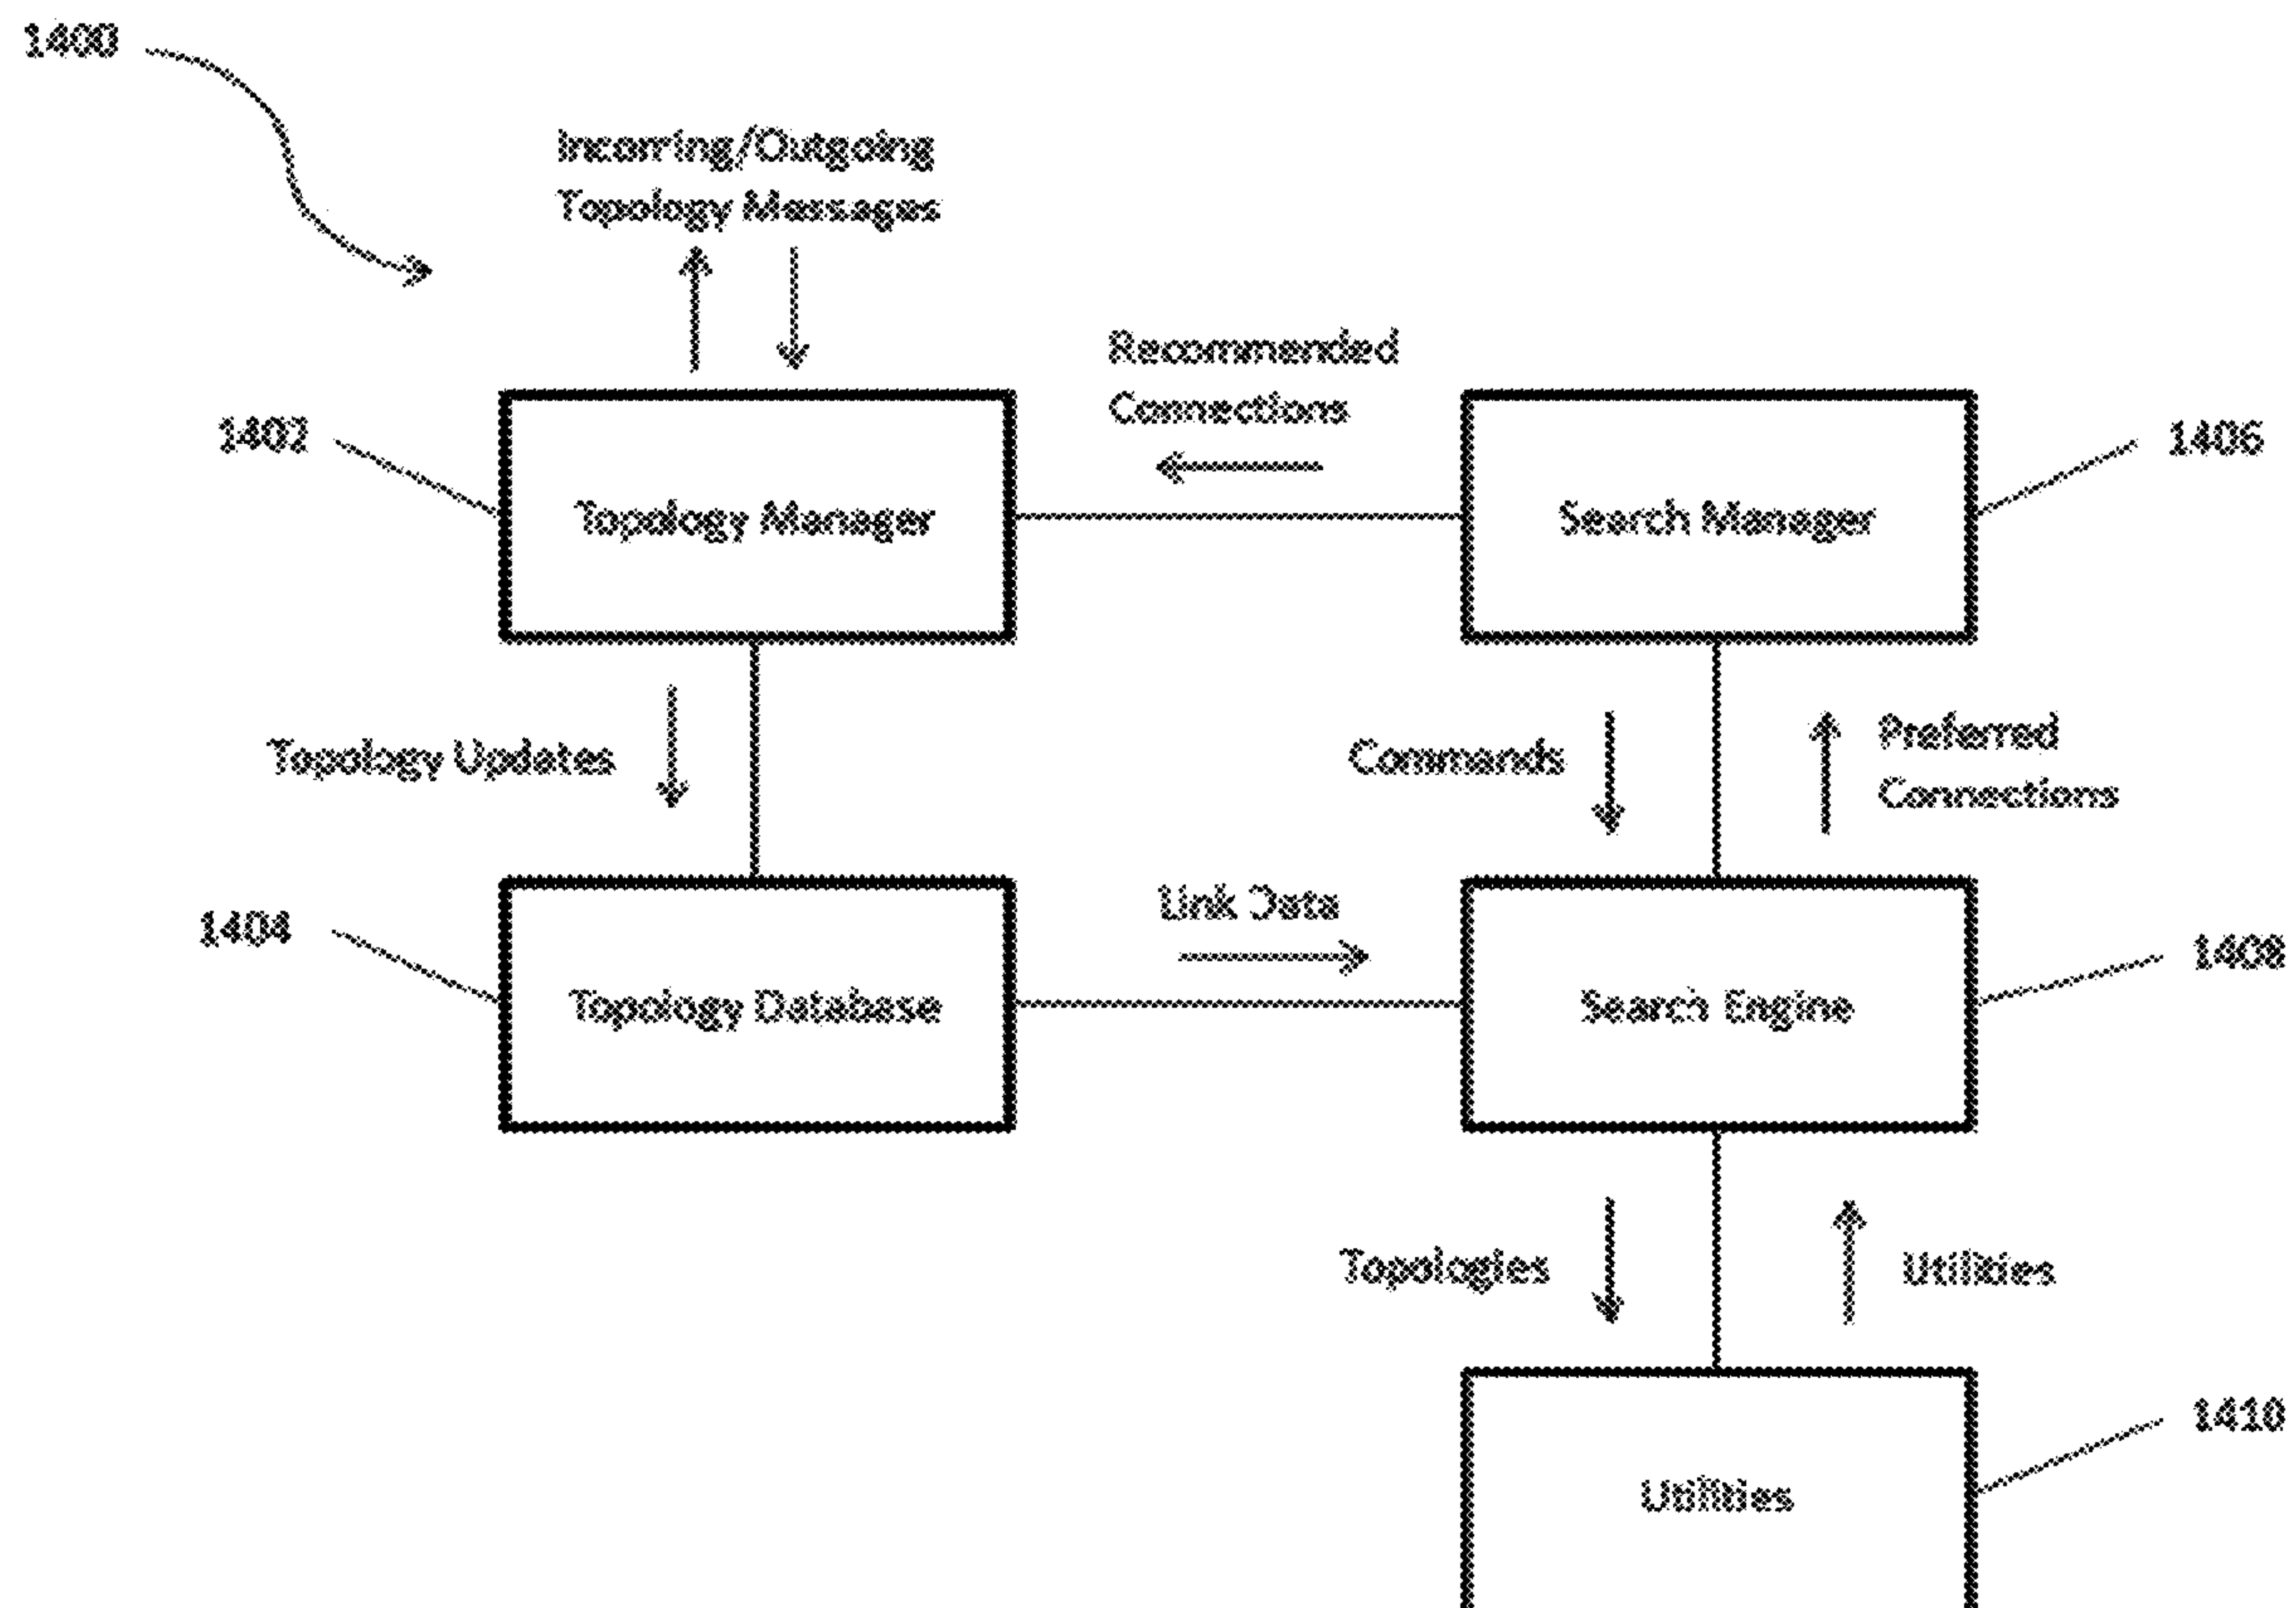 1400
Incoming/Outgoing
Topology Messages
Recommended
Connections
1402
1406
Topology Manager
Search Manager
Topology Updates
Commands
Preferred
Connections
1404
Link Data
1408
Topology Database
Search Engine
Topologies
Utilities
1410
Utilities